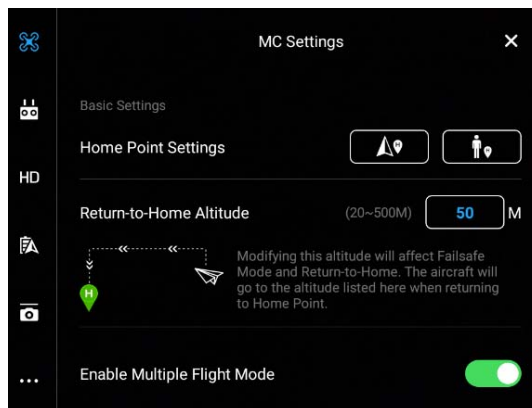 MC Settings
Basic Settings
Home Point Settings
H
H
HD
Return-to-Home Altitude (20~500M) 50 M
Modifying this altitude will affect Failsafe
Mode and Return-to-Home. The aircraft will
go to the altitude listed here when returning
to Home Point.
H
Enable Multiple Flight Mode